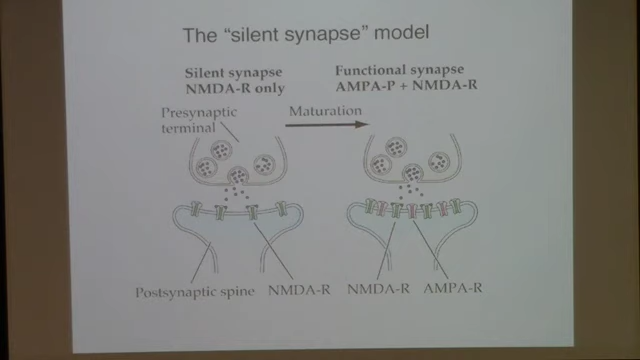 The "silent synapse" model
Silent synapse
NMDA-R only
Functional synapse
AMPA-P + NMDA-R
Presynaptic
terminal
Maturation
Postsynaptic spine
NMDA-R
NMDA-R
AMPA-R